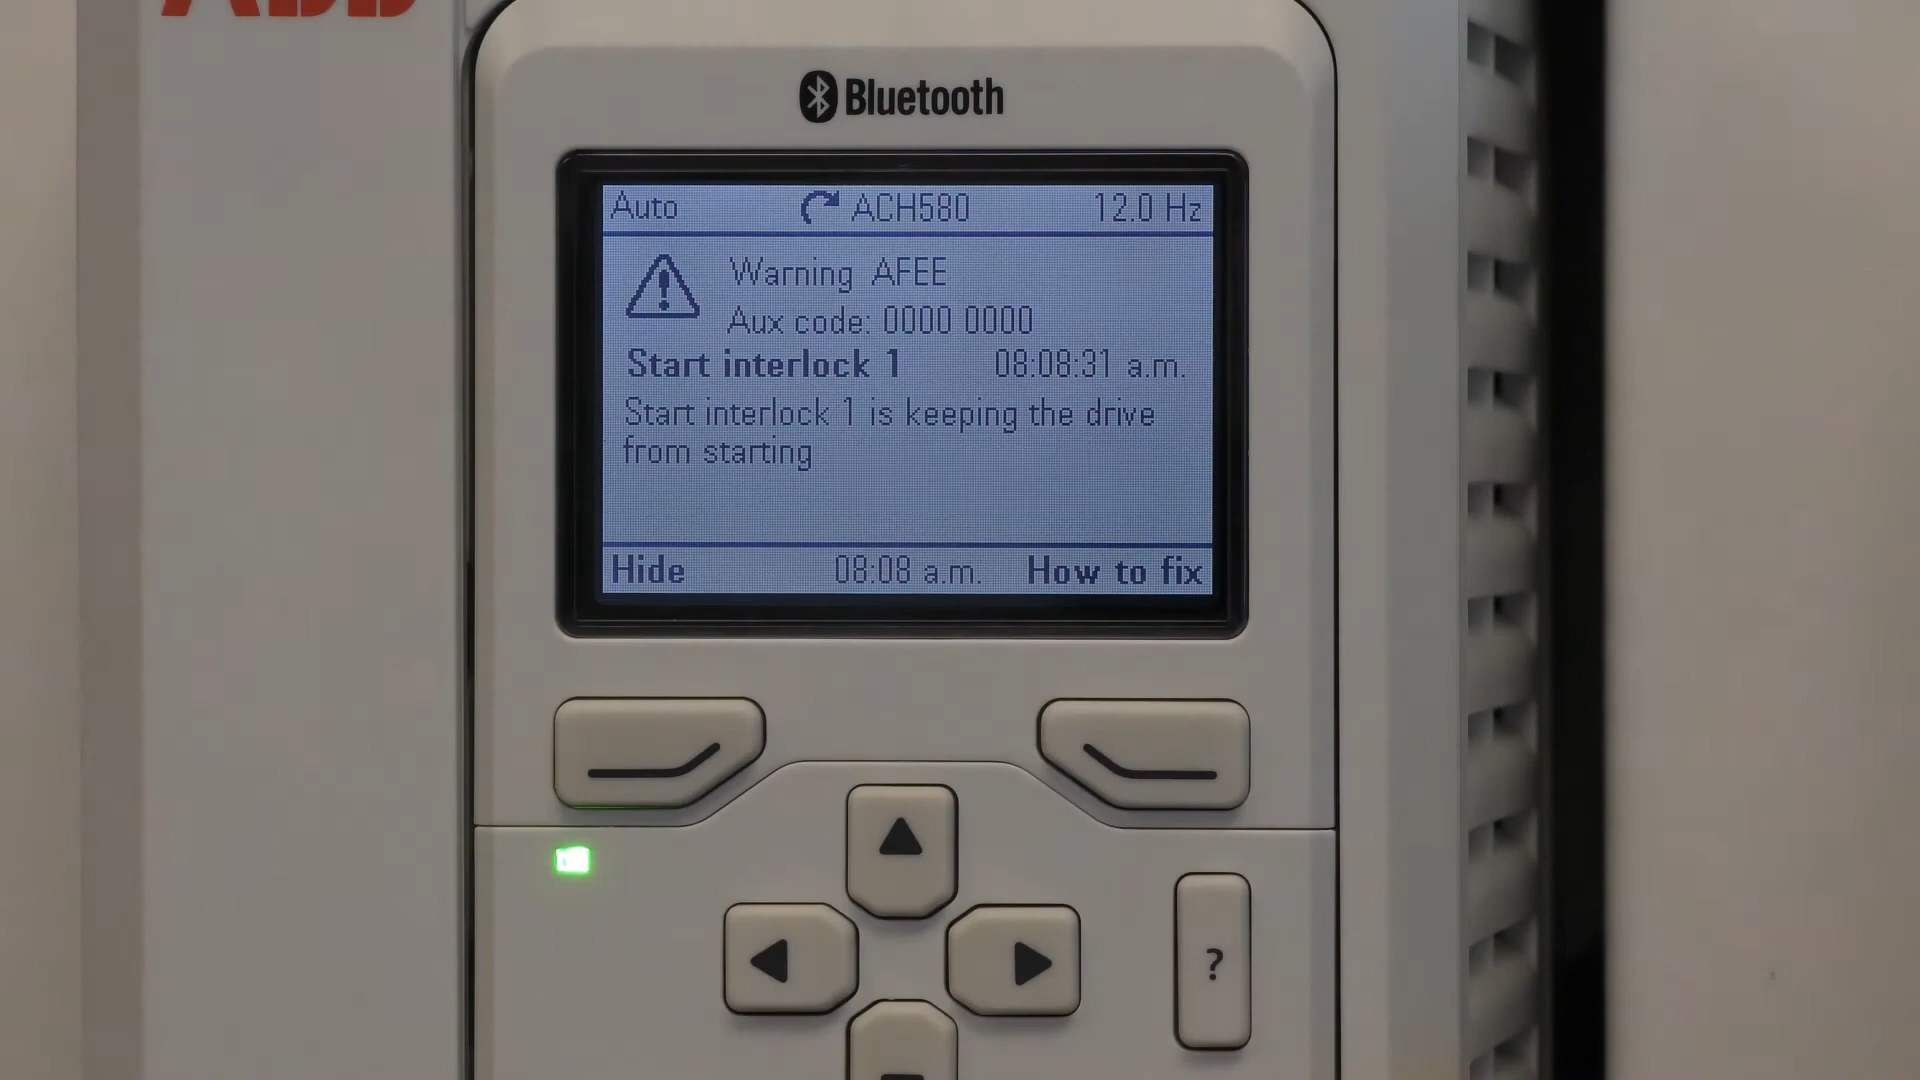 ABB
Bluetooth
Auto ACH580 12.0 Hz
Warning AFEE
Aux code: 0000 0000
Start interlock 1 08:08:31 a.m.
Start interlock 1 is keeping the drive
from starting
Hide 08:08 a.m. How to fix
?